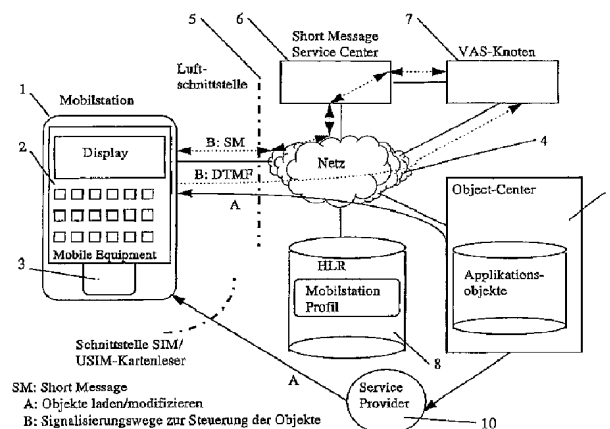 5
6
7
Short Message
Service Center
VAS-Knoten
Luft-
schnittstelle
1
Mobilstation
Display
2
B: SM
Netz
4
B: DTMF
A
Object-Center
Mobile Equipment
3
HLR
Mobilstation
Profil
Applikations-
objekte
Schnittstelle SIM/
USIM-Kartenleser
8
SM: Short Message
A
Service
Provider
A: Objekte laden/modifizieren
10
B: Signalisierungswege zur Steuerung der Objekte